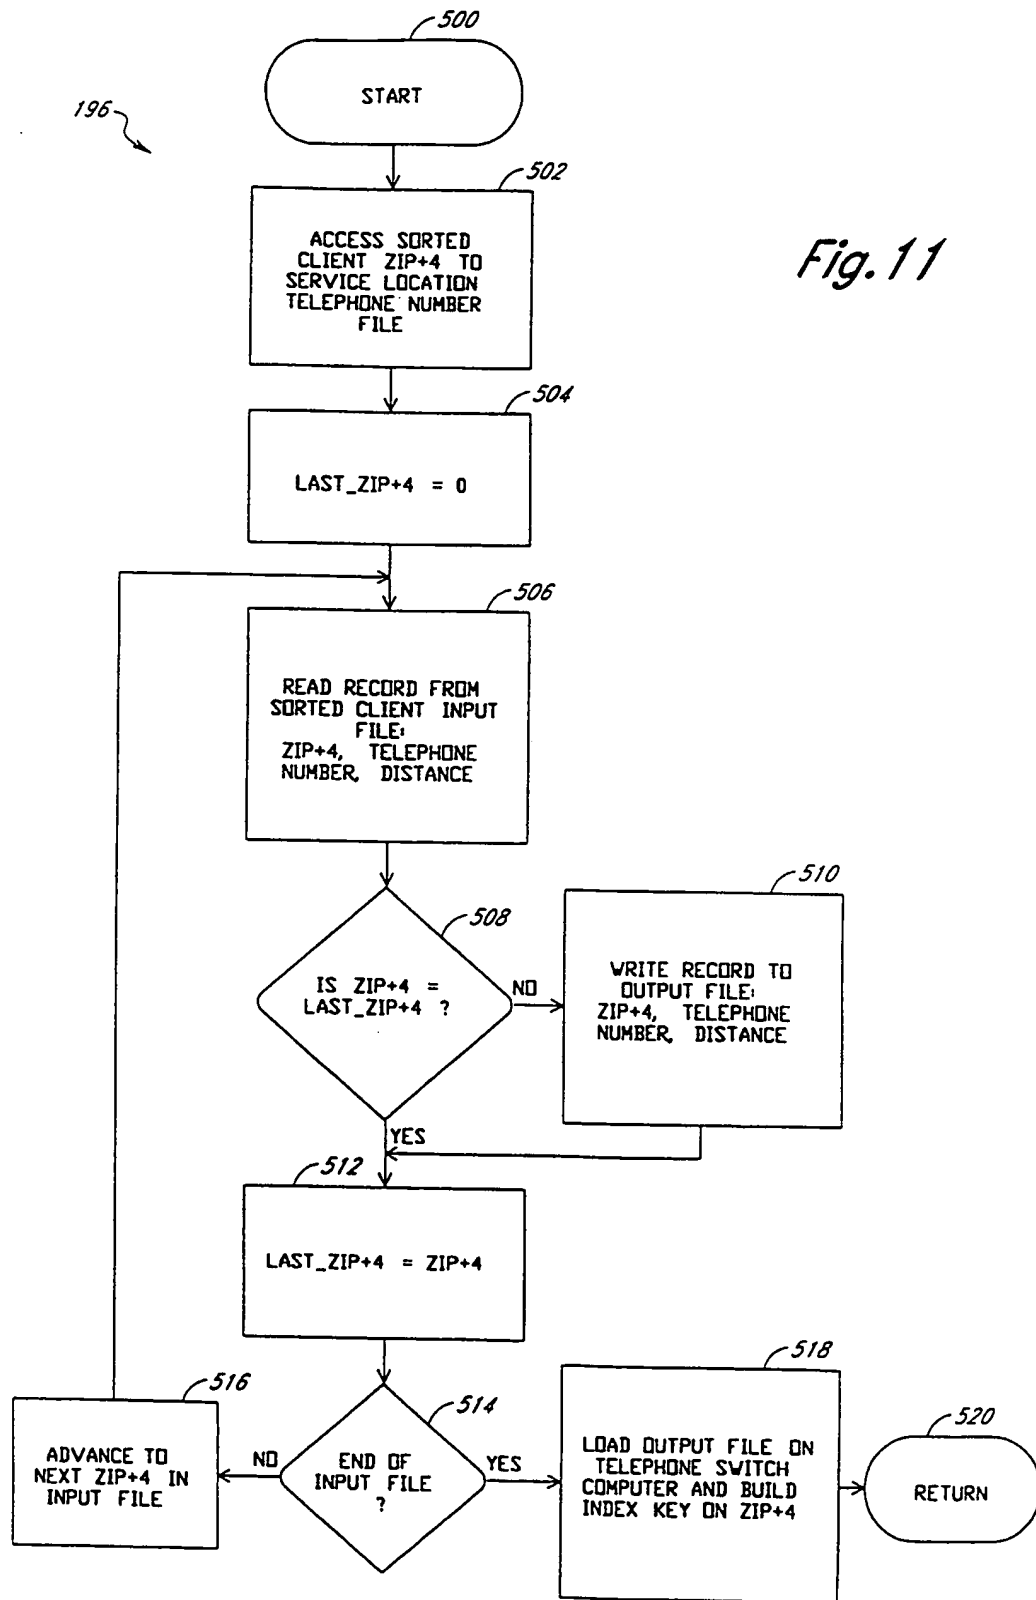 500
START
196
502
ACCESS SORTED
CLIENT ZIP+4 TO
SERVICE LOCATION
TELEPHONE NUMBER
FILE
Fig.11
504
LAST_ZIP+4 = 0
506
READ RECORD FROM
SORTED CLIENT INPUT
FILE:
ZIP+4, TELEPHONE
NUMBER, DISTANCE
508
IS ZIP+4 =
LAST_ZIP+4 ?
NO
510
WRITE RECORD TO
OUTPUT FILE:
ZIP+4, TELEPHONE
NUMBER, DISTANCE
YES
512
LAST_ZIP+4 = ZIP+4
514
END OF
INPUT FILE
?
NO
516
ADVANCE TO
NEXT ZIP+4 IN
INPUT FILE
YES
518
LOAD OUTPUT FILE ON
TELEPHONE SWITCH
COMPUTER AND BUILD
INDEX KEY ON ZIP+4
520
RETURN